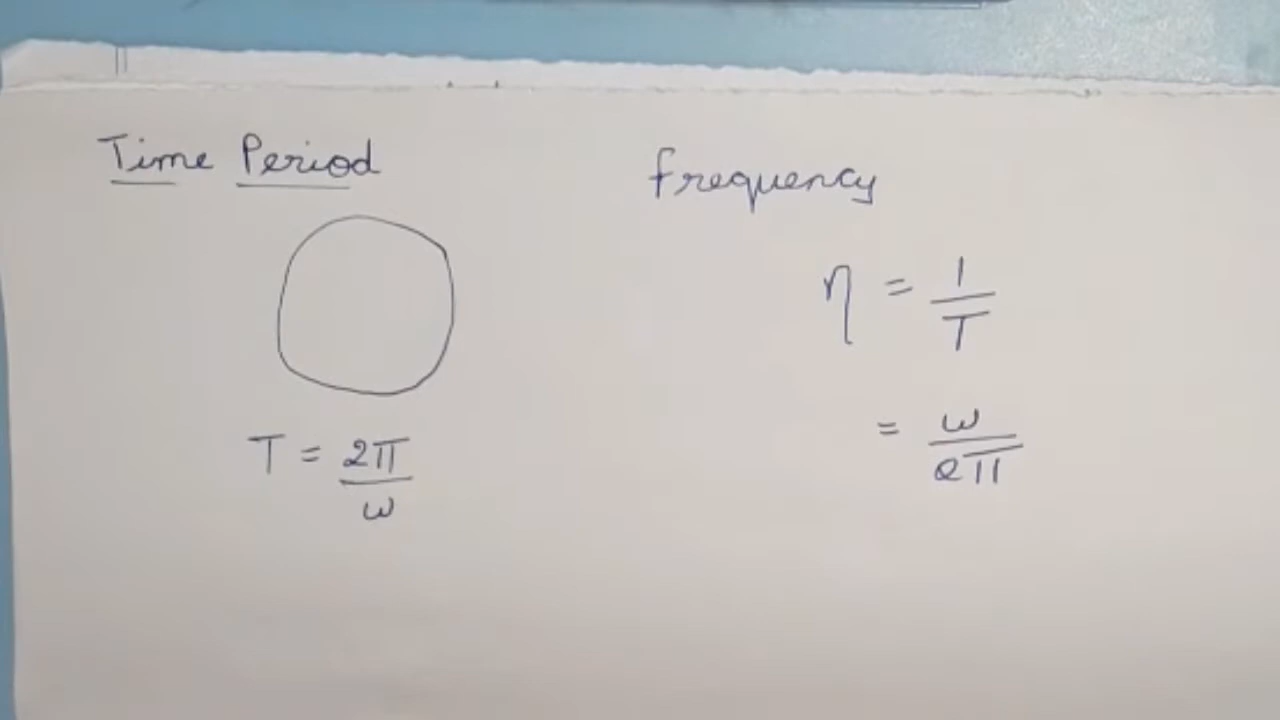 Time Period
frequency
η = 1/T
= ω/2π
T = 2π/ω